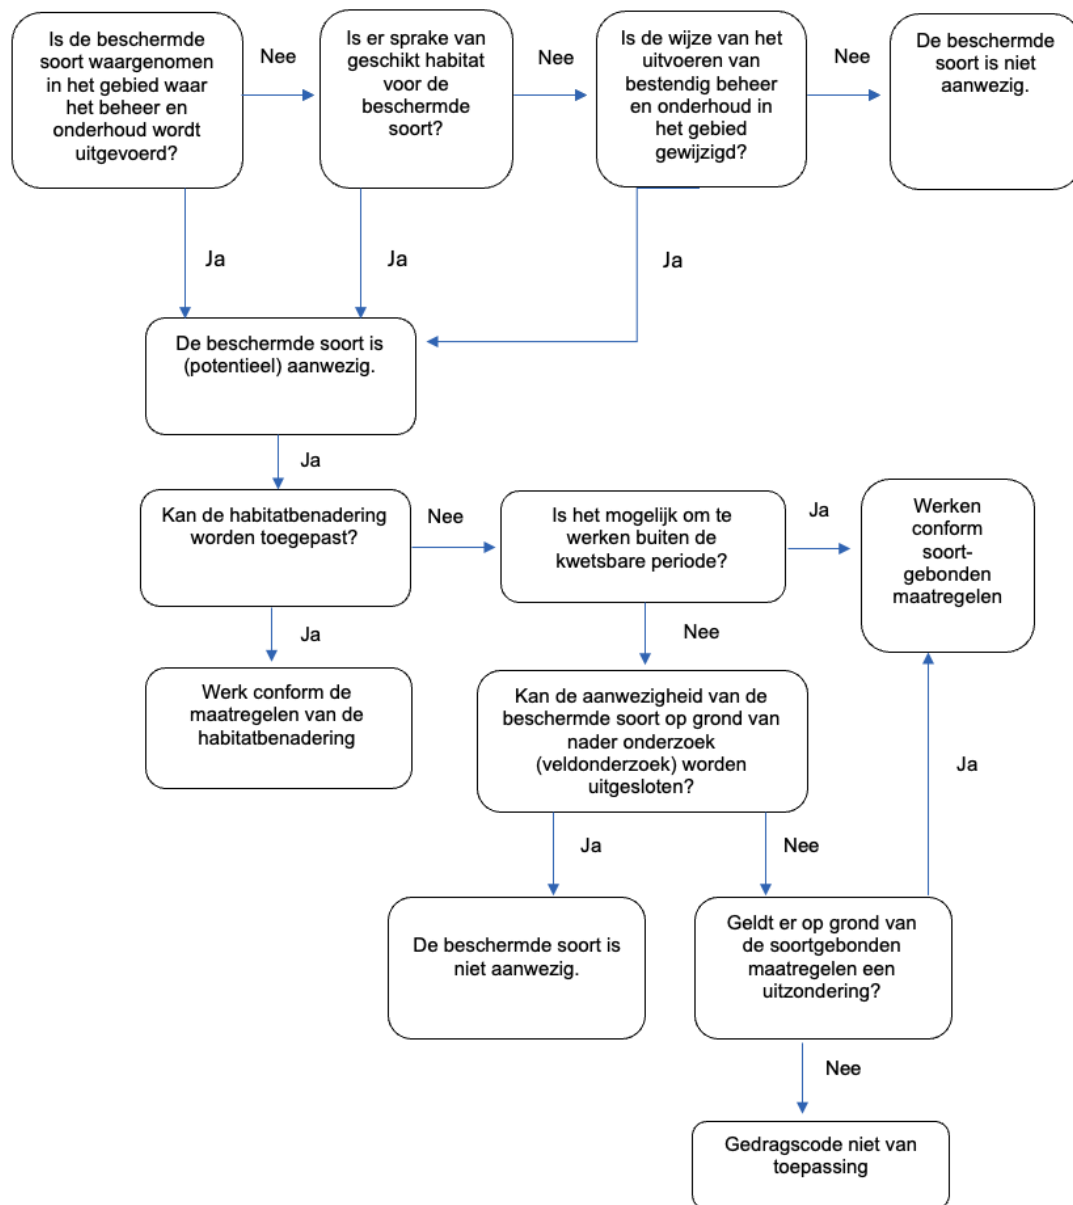 Is de beschermde
soort waargenomen
in het gebied waar
het beheer en
onderhoud wordt
uitgevoerd?
Nee
Is er sprake van
geschikt habitat
voor de
beschermde
soort?
Nee
Is de wijze van het
uitvoeren van
bestendig beheer
en onderhoud in
het gebied
gewijzigd?
Nee
De beschermde
soort is niet
aanwezig.
Ja
Ja
Ja
De beschermde soort is
(potentieel) aanwezig.
Ja
Kan de habitatbenadering
worden toegepast?
Nee
Is het mogelijk om te
werken buiten de
kwetsbare periode?
Ja
Werken
conform
soort-
gebonden
maatregelen
Ja
Nee
Werk conform de
maatregelen van de
habitatbenadering
Kan de aanwezigheid van de
beschermde soort op grond van
nader onderzoek
(veldonderzoek) worden
uitgesloten?
Ja
Ja
Nee
De beschermde soort is
niet aanwezig.
Geldt er op grond van
de soortgebonden
maatregelen een
uitzondering?
Nee
Gedragscode niet van
toepassing